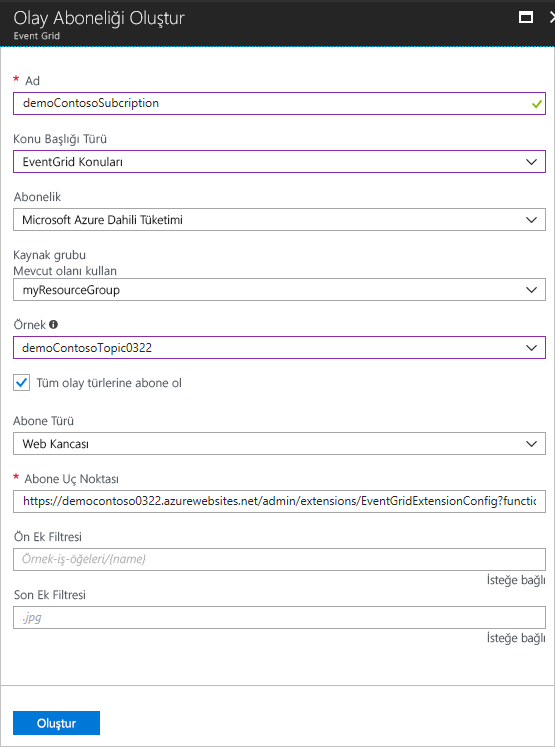 Olay Aboneliği Oluştur
Event Grid
* Ad
demoContosoSubcription
Konu Başlığı Türü
EventGrid Konuları
Abonelik
Microsoft Azure Dahili Tüketimi
Kaynak grubu
Mevcut olanı kullan
myResourceGroup
Örnek
demoContosoTopic0322
Tüm olay türlerine abone ol
Abone Türü
Web Kancası
* Abone Uç Noktası
https://democontoso0322.azurewebsites.net/admin/extensions/EventGridExtensionConfig?functic
Ön Ek Filtresi
Örnek-iş-öğeleri/{name}
İsteğe bağlı
Son Ek Filtresi
.jpg
İsteğe bağlı
Oluştur